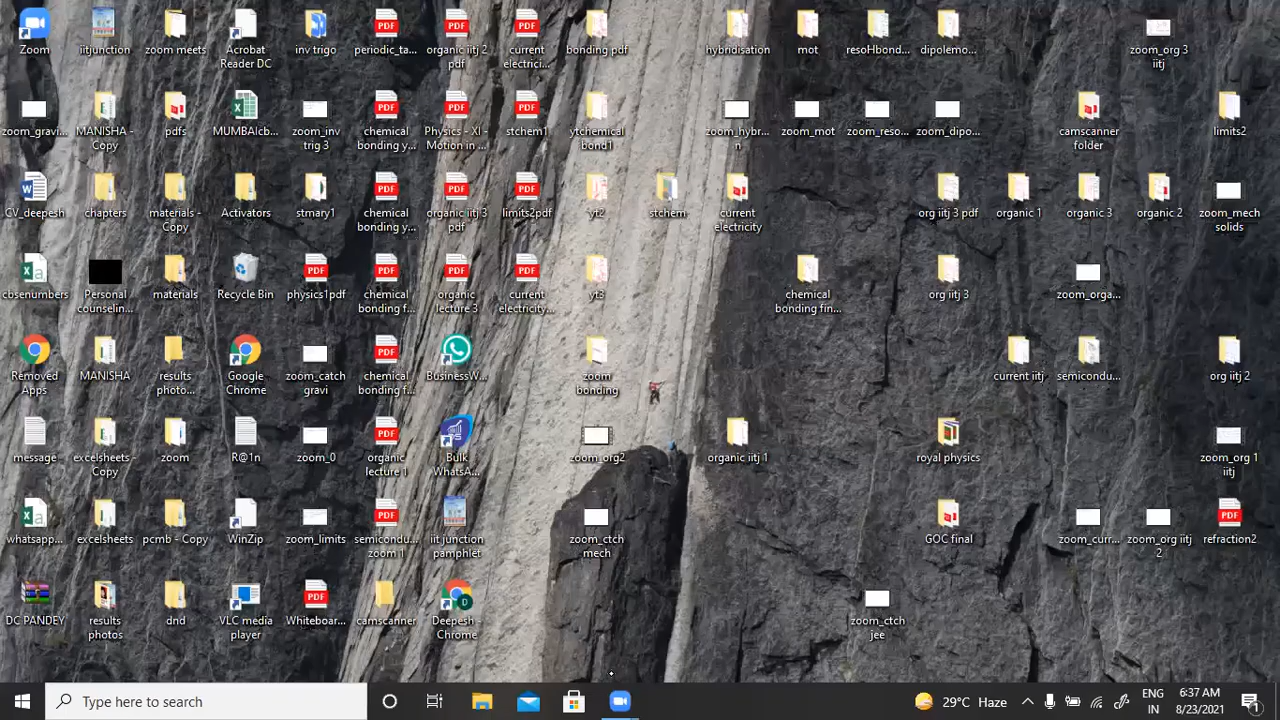 Zoom
iitjunction
zoom meets
Acrobat
Reader DC
inv trigo
periodic_ta...
organic iitj 2
pdf
current
electrici...
bonding pdf
hybridisation
mot
resoHbond...
dipolemo...
zoom_org 3
iitj
zoom_gravi...
MANISHA -
Copy
pdfs
MUMBAIcb...
zoom_inv
trig 3
chemical
bonding y...
Physics - XI -
Motion in ...
stchem1
ytchemical
bond1
zoom_hybr...
n
zoom_mot
zoom_reso...
zoom_dipo...
camscanner
folder
limits2
CV_deepesh
chapters
materials -
Copy
Activators
stmary1
chemical
bonding y...
organic iitj 3
pdf
limits2pdf
yt2
stchem
current
electricity
org iitj 3 pdf
organic 1
organic 3
organic 2
zoom_mech
solids
cbsenumbers
Personal
counselin...
materials
Recycle Bin
physics1pdf
chemical
bonding f...
organic
lecture 3
current
electricity...
yt3
chemical
bonding fin...
org iitj 3
zoom_orga...
Removed
Apps
MANISHA
results
photo...
Google
Chrome
zoom_catch
gravi
chemical
bonding f...
BusinessW...
zoom
bonding
current iitj
semicondu...
org iitj 2
message
excelsheets -
Copy
zoom
R@1n
zoom_0
organic
lecture 1
Bulk
WhatsA...
zoom_org2
organic iitj 1
royal physics
zoom_org 1
iitj
whatsapp...
excelsheets
pcmb - Copy
WinZip
zoom_limits
semicondu...
zoom 1
iit junction
pamphlet
zoom_ctch
mech
GOC final
zoom_curr...
zoom_org iitj
2
refraction2
DC PANDEY
results
photos
dnd
VLC media
player
Whiteboar...
camscanner
Deepesh -
Chrome
zoom_ctch
jee
Type here to search
29°C Haze
ENG
IN
6:37 AM
8/23/2021